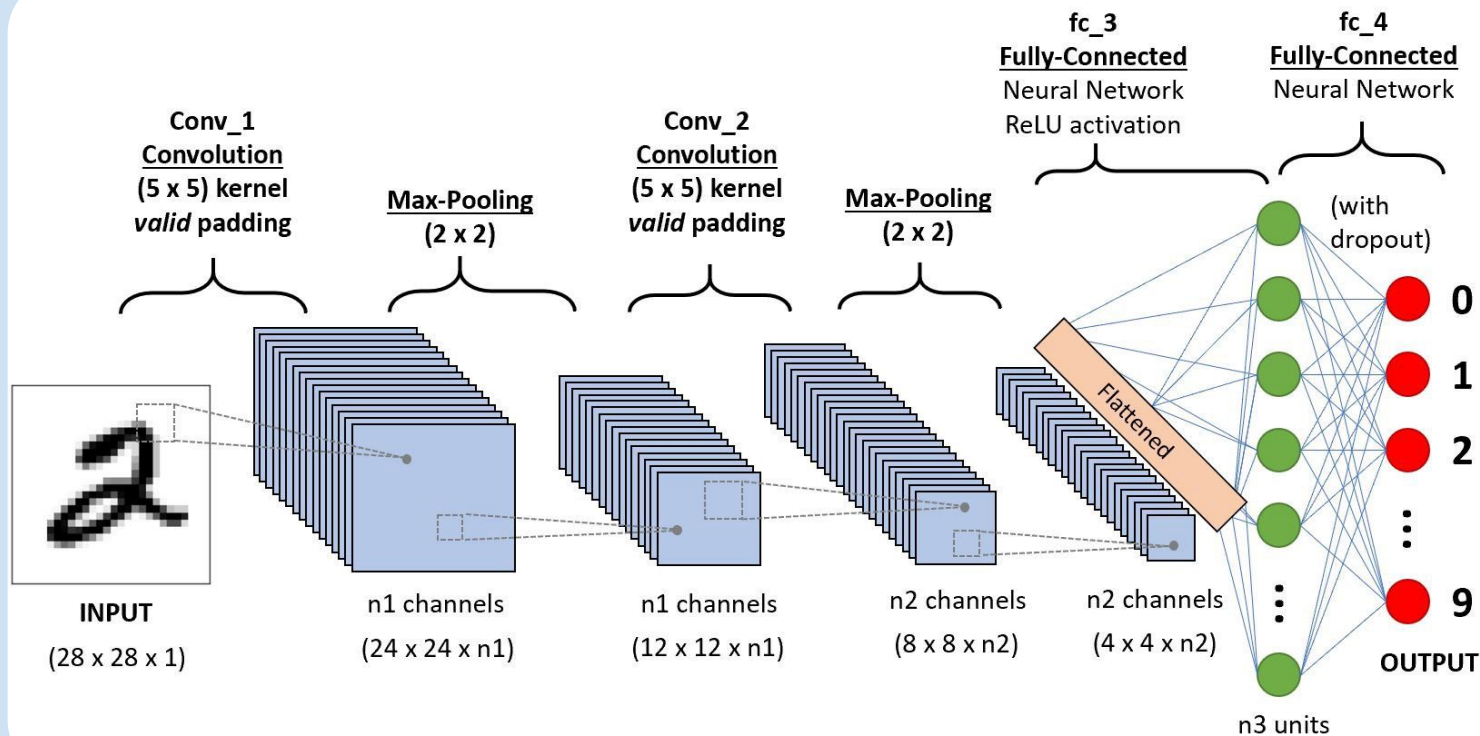 Conv_1
Convolution
(5 x 5) kernel
valid padding
Max-Pooling
(2 x 2)
Conv_2
Convolution
(5 x 5) kernel
valid padding
Max-Pooling
(2 x 2)
fc_3
Fully-Connected
Neural Network
ReLU activation
fc_4
Fully-Connected
Neural Network
(with
dropout)
Flattened
0
1
2
⋮
9
OUTPUT
⋮
n3 units
2
INPUT
(28 x 28 x 1)
n1 channels
(24 x 24 x n1)
n1 channels
(12 x 12 x n1)
n2 channels
(8 x 8 x n2)
n2 channels
(4 x 4 x n2)